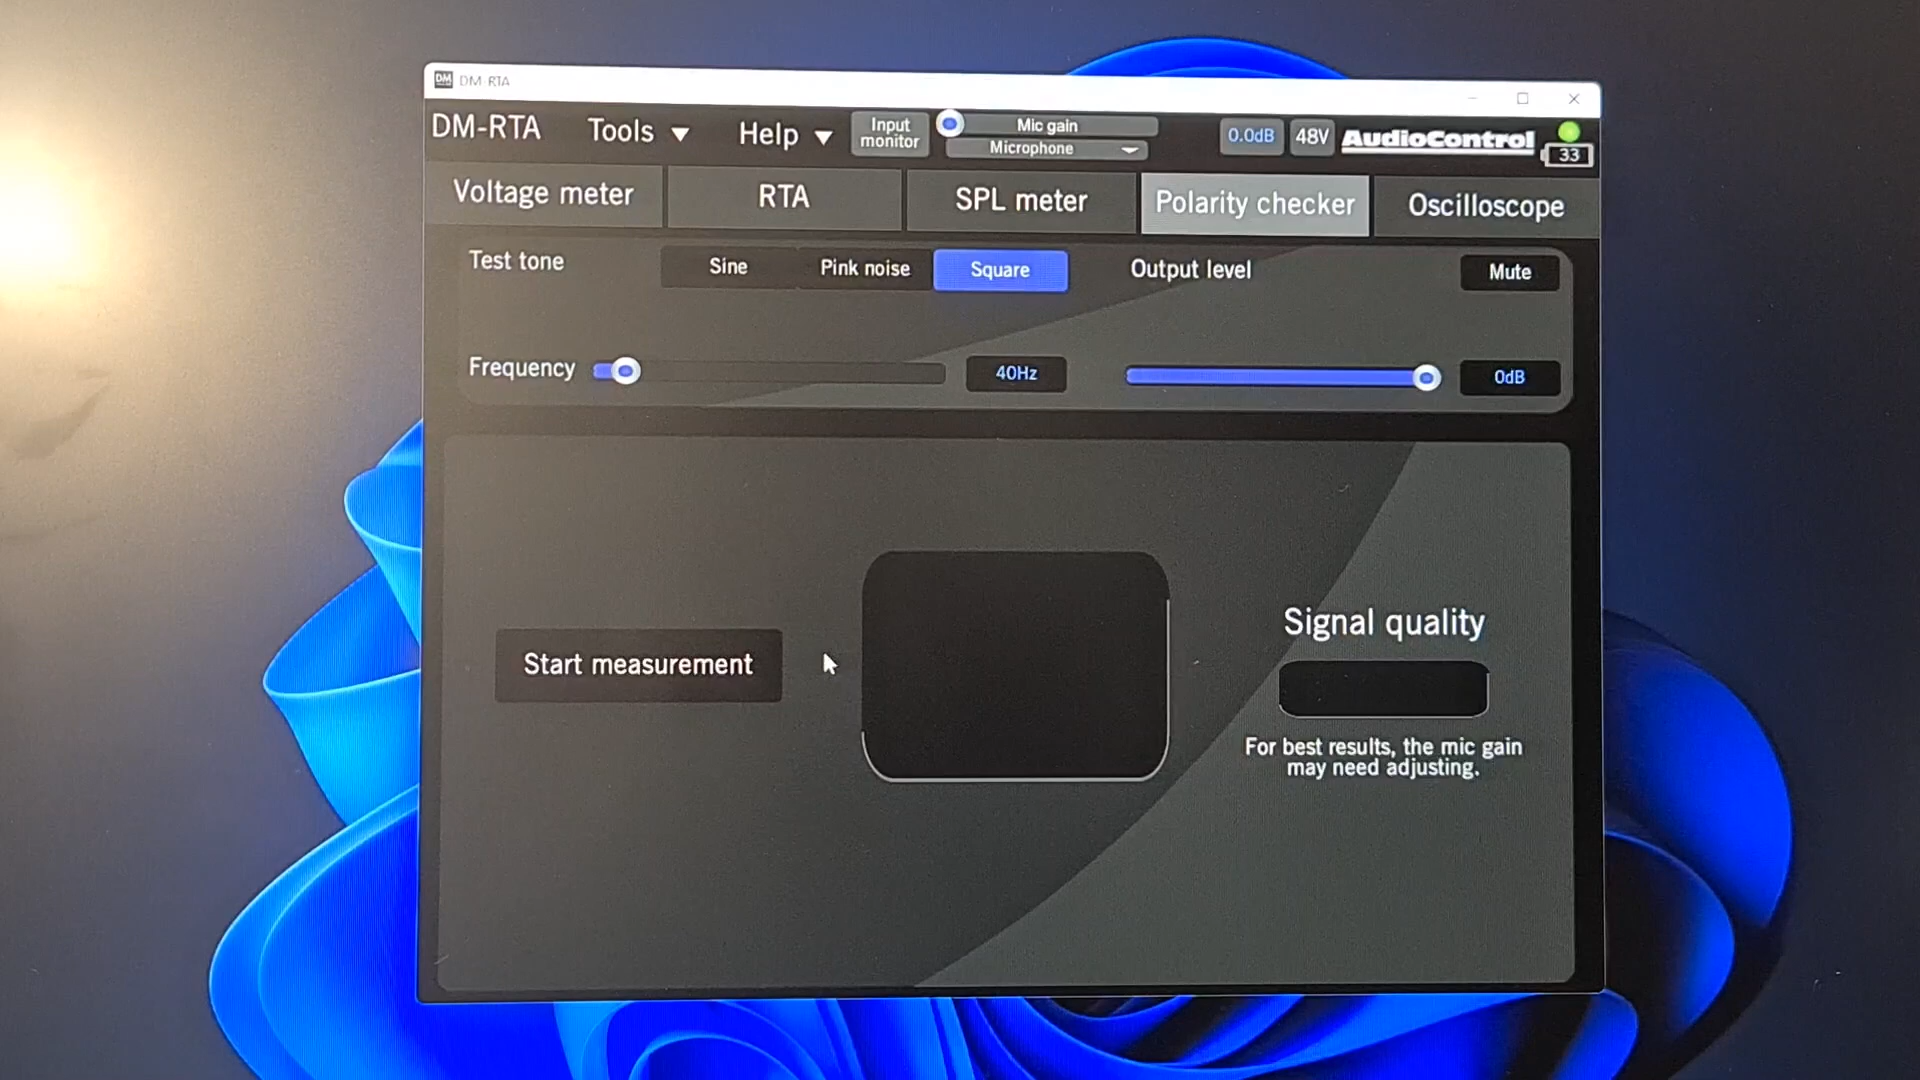 DM DM-RTA
DM-RTA Tools Help Input monitor Mic gain Microphone 0.0dB 48V AudioControl 33
Voltage meter RTA SPL meter Polarity checker Oscilloscope
Test tone Sine Pink noise Square Output level Mute
Frequency 40Hz 0dB
Start measurement
Signal quality
For best results, the mic gain
may need adjusting.